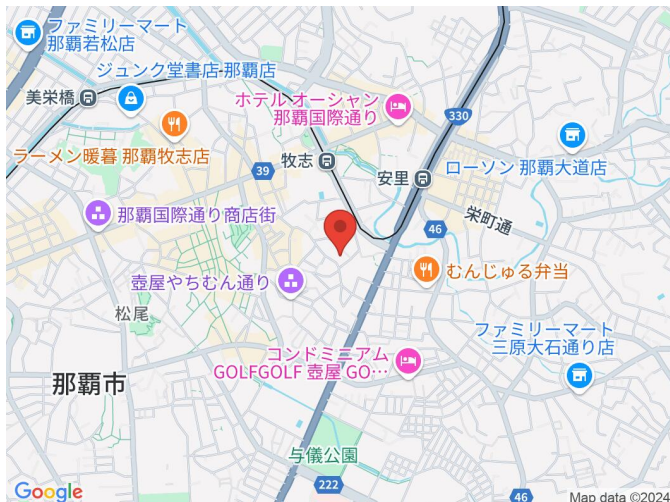 ファミリーマート
那覇若松店
ジュンク堂書店 那覇店
美栄橋
ホテル オーシャン
那覇国際通り
330
ラーメン暖暮 那覇牧志店
牧志
39
安里
ローソン 那覇大道店
栄町通
那覇国際通り商店街
46
壺屋やちむん通り
むんじゅる弁当
松尾
ファミリーマート
三原大石通り店
コンドミニアム
GOLFGOLF 壺屋 GO…
那覇市
与儀公園
222
46
Google
Map data ©2024